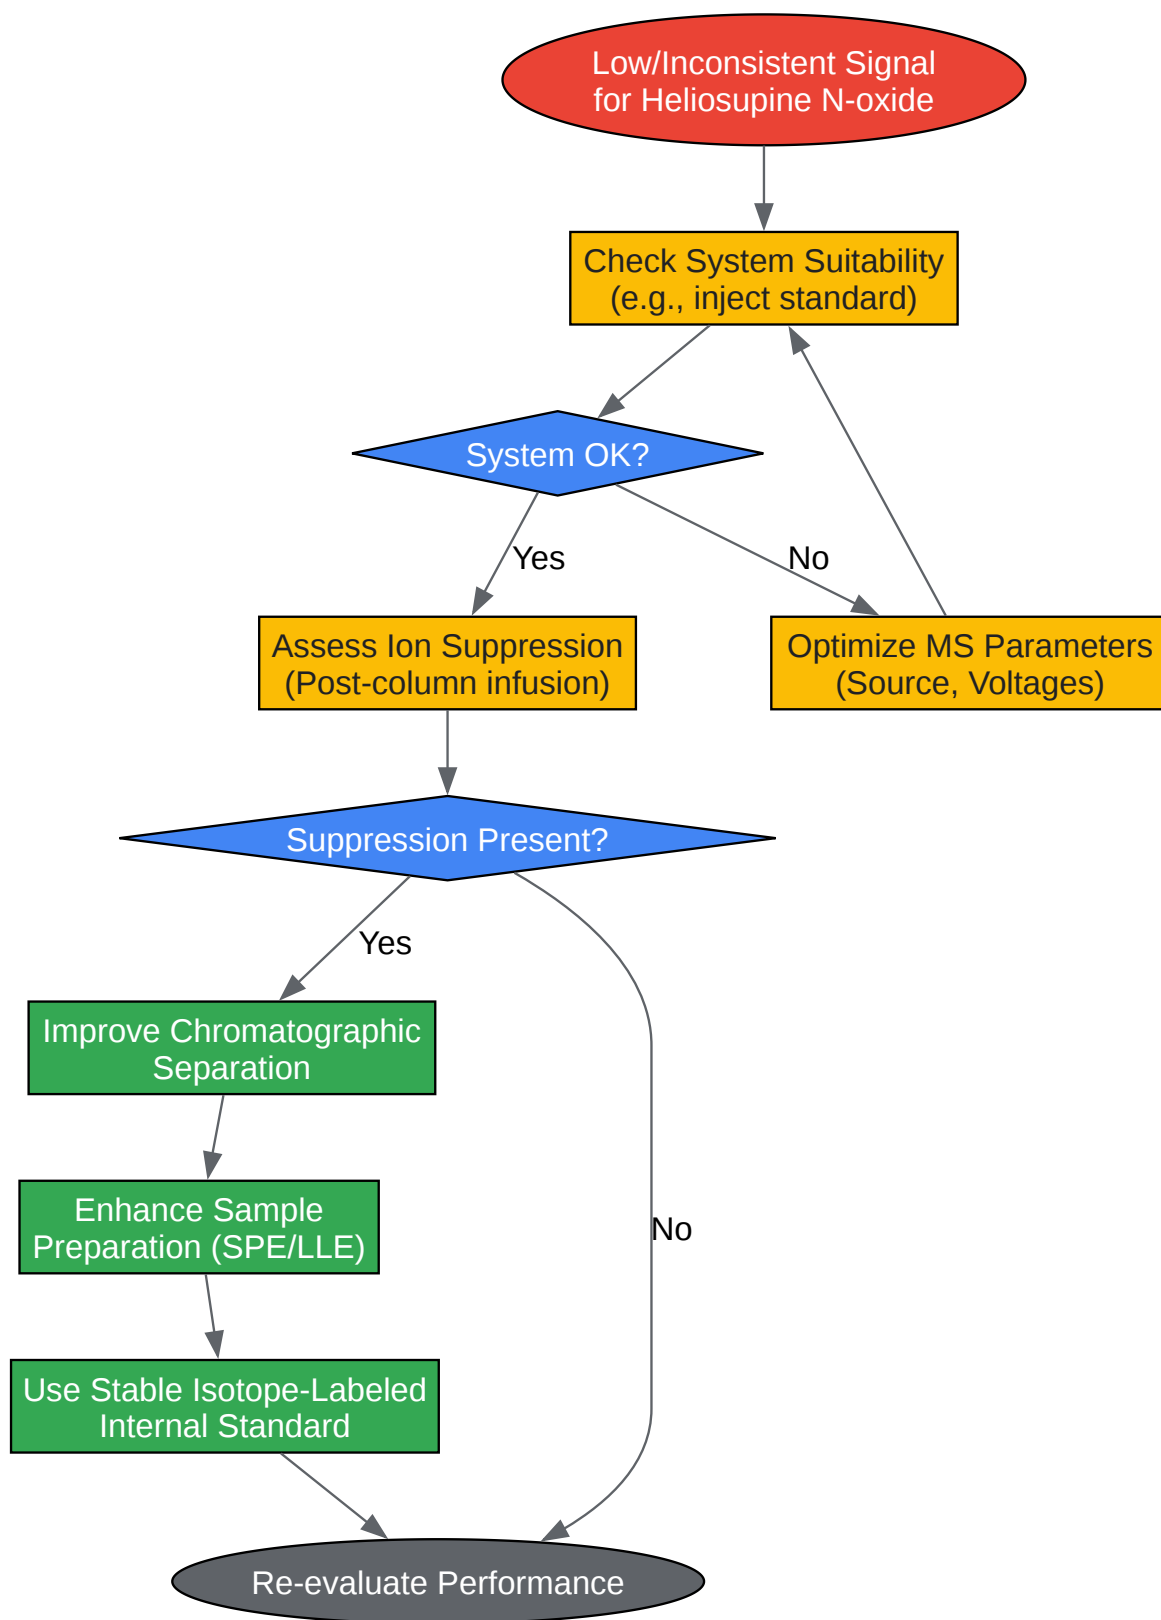 Low/Inconsistent Signal
for Heliosupine N-oxide
Check System Suitability
(e.g., inject standard)
System OK?
Yes
No
Assess Ion Suppression
(Post-column infusion)
Optimize MS Parameters
(Source, Voltages)
Suppression Present?
Yes
Improve Chromatographic
Separation
Enhance Sample
Preparation (SPE/LLE)
No
Use Stable Isotope-Labeled
Internal Standard
Re-evaluate Performance